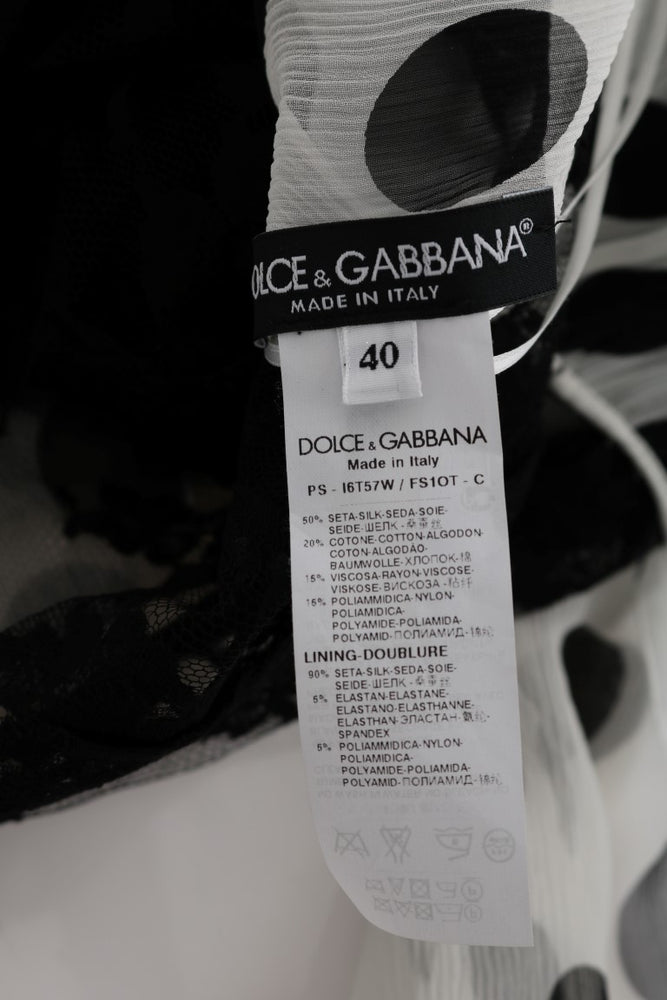 OLCE & GABBANA®
MADE IN ITALY
40
DOLCE & GABBANA
Made in Italy
PS - I6T57W / FS1OT - C
50% SETA-SILK-SEDA-SOIE-
SEIDE-ШЕЛК-桑蚕丝
20% COTONE-COTTON-ALGODON-
COTON-ALGODÃO-
BAUMWOLLE-ХЛОПОК-棉
15% VISCOSA-RAYON-VISCOSE-
VISKOSE-ВИСКОЗА-粘纤
15% POLIAMMIDICA-NYLON-
POLIAMIDICA-
POLYAMIDE-POLIAMIDA-
POLYAMID-ПОЛИАМИД-锦纶
LINING-DOUBLURE
90% SETA-SILK-SEDA-SOIE-
SEIDE-ШЕЛК-桑蚕丝
5% ELASTAN-ELASTANE-
ELASTANO-ELASTHANNE-
ELASTHAN-ЭЛАСТАН-氨纶-
SPANDEX
5% POLIAMMIDICA-NYLON-
POLIAMIDICA-
POLYAMIDE-POLIAMIDA-
POLYAMID-ПОЛИАМИД-锦纶